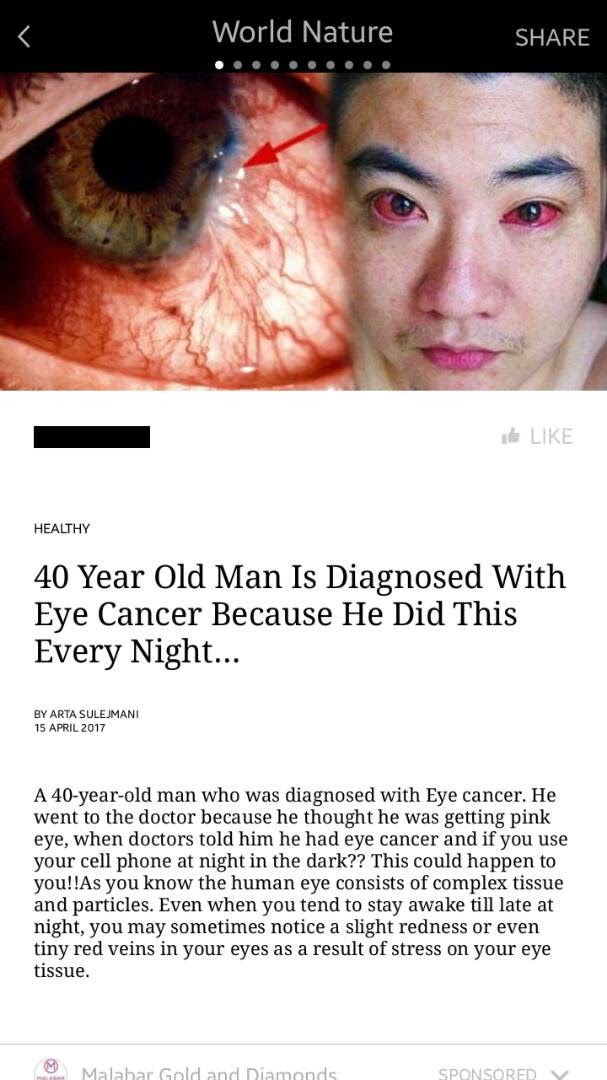 World Nature
SHARE
LIKE
HEALTHY
40 Year Old Man Is Diagnosed With
Eye Cancer Because He Did This
Every Night...
BY ARTA SULEJMANI
15 APRIL 2017
A 40-year-old man who was diagnosed with Eye cancer. He
went to the doctor because he thought he was getting pink
eye, when doctors told him he had eye cancer and if you use
your cell phone at night in the dark?? This could happen to
you!!As you know the human eye consists of complex tissue
and particles. Even when you tend to stay awake till late at
night, you may sometimes notice a slight redness or even
tiny red veins in your eyes as a result of stress on your eye
tissue.
MALABAR
Malabar Gold and Diamonds
SPONSORED